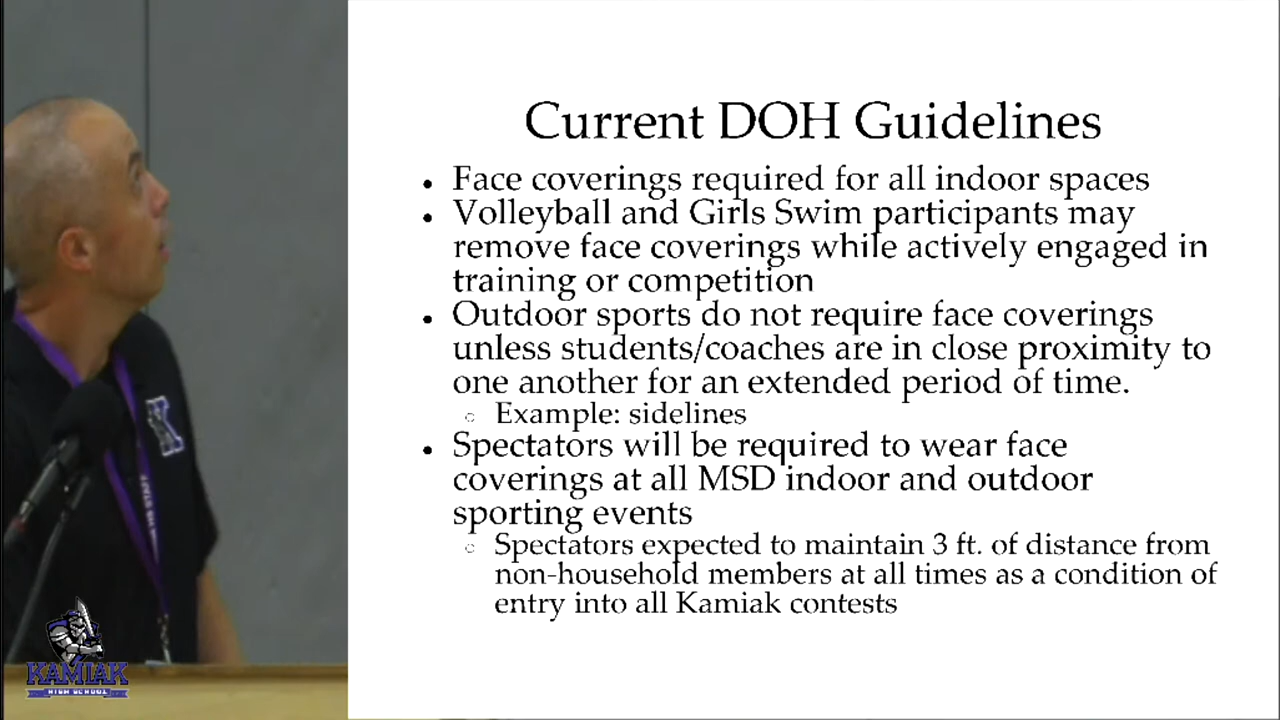 Current DOH Guidelines
• Face coverings required for all indoor spaces
• Volleyball and Girls Swim participants may
remove face coverings while actively engaged in
training or competition
• Outdoor sports do not require face coverings
unless students/coaches are in close proximity to
one another for an extended period of time.
○ Example: sidelines
• Spectators will be required to wear face
coverings at all MSD indoor and outdoor
sporting events
○ Spectators expected to maintain 3 ft. of distance from
non-household members at all times as a condition of
entry into all Kamiak contests
K
KAMIAK
HIGH SCHOOL